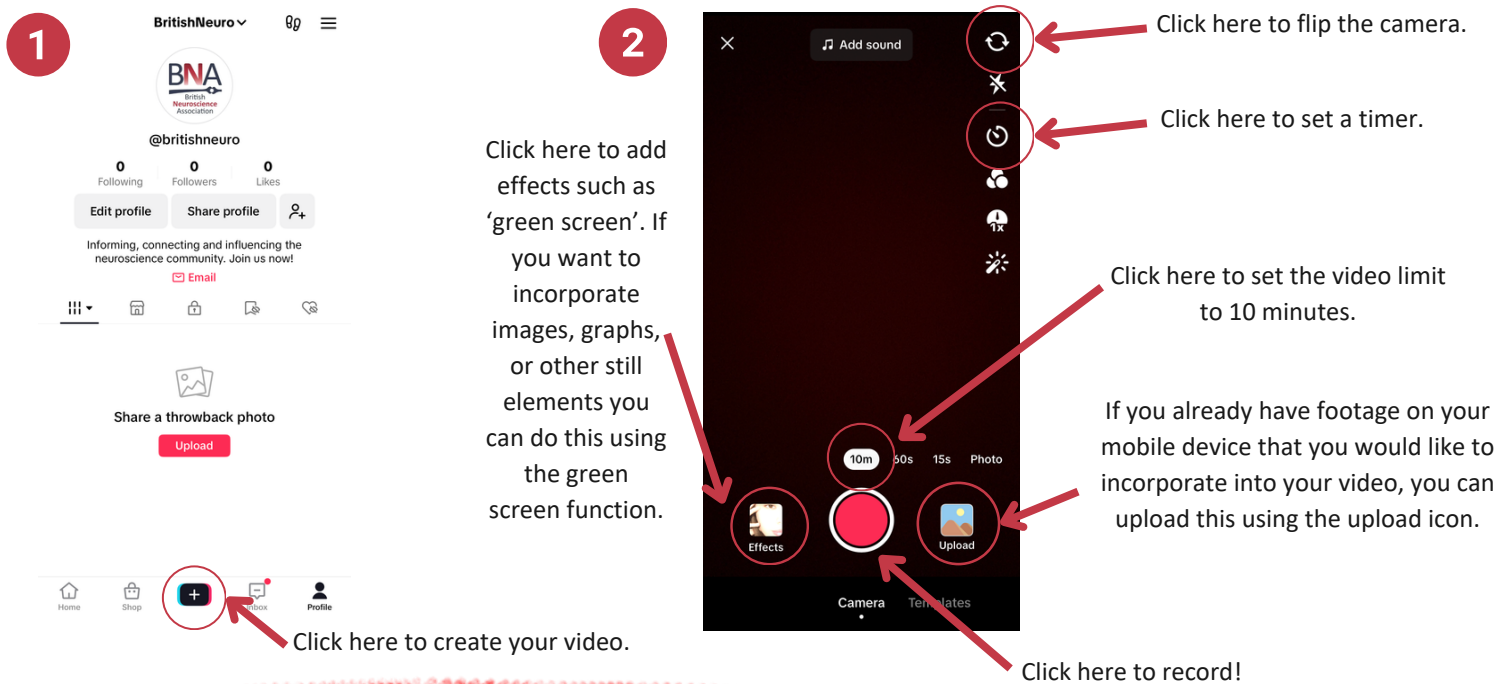 1
BritishNeuro
BNA
British
Neuroscience
Association
@britishneuro
0 0 0
Following Followers Likes
Edit profile Share profile
Informing, connecting and influencing the
neuroscience community. Join us now!
Email
Share a throwback photo
Upload
Home Shop Inbox Profile
Click here to create your video.
2
Add sound
1x
10m 60s 15s Photo
Effects Upload
Camera Templates
Click here to flip the camera.
Click here to set a timer.
Click here to add
effects such as
‘green screen’. If
you want to
incorporate
images, graphs,
or other still
elements you
can do this using
the green
screen function.
Click here to set the video limit
to 10 minutes.
If you already have footage on your
mobile device that you would like to
incorporate into your video, you can
upload this using the upload icon.
Click here to record!